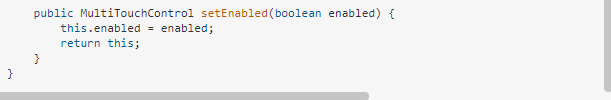 public MultiTouchControl setEnabled(boolean enabled) {
this.enabled = enabled;
return this;
}
}